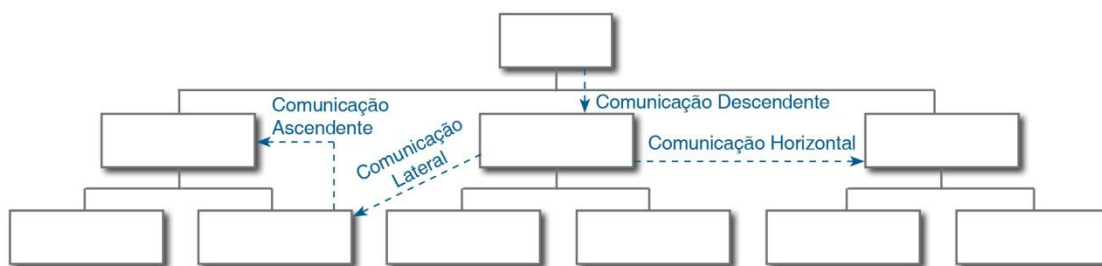 Comunicação Descendente
Comunicação
Ascendente
Comunicação
Lateral
Comunicação Horizontal